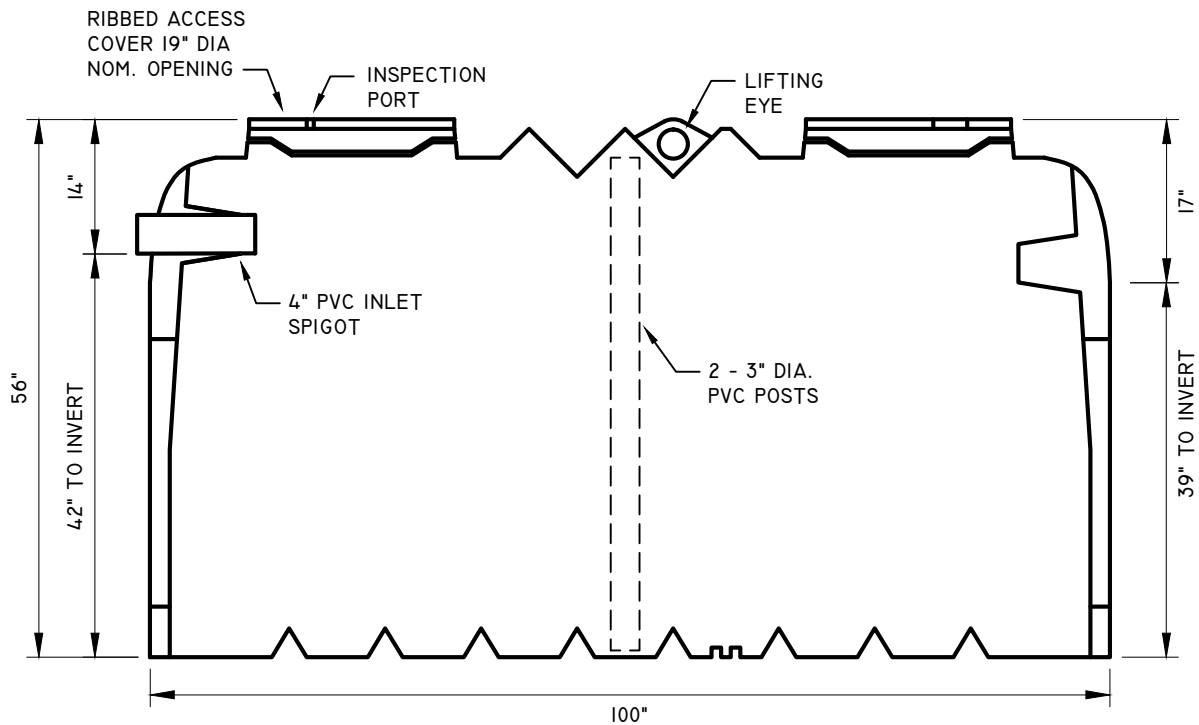 RIBBED ACCESS
COVER 19" DIA
NOM. OPENING
INSPECTION
PORT
LIFTING
EYE
14"
17"
4" PVC INLET
SPIGOT
56"
42" TO INVERT
2 - 3" DIA.
PVC POSTS
39" TO INVERT
100"